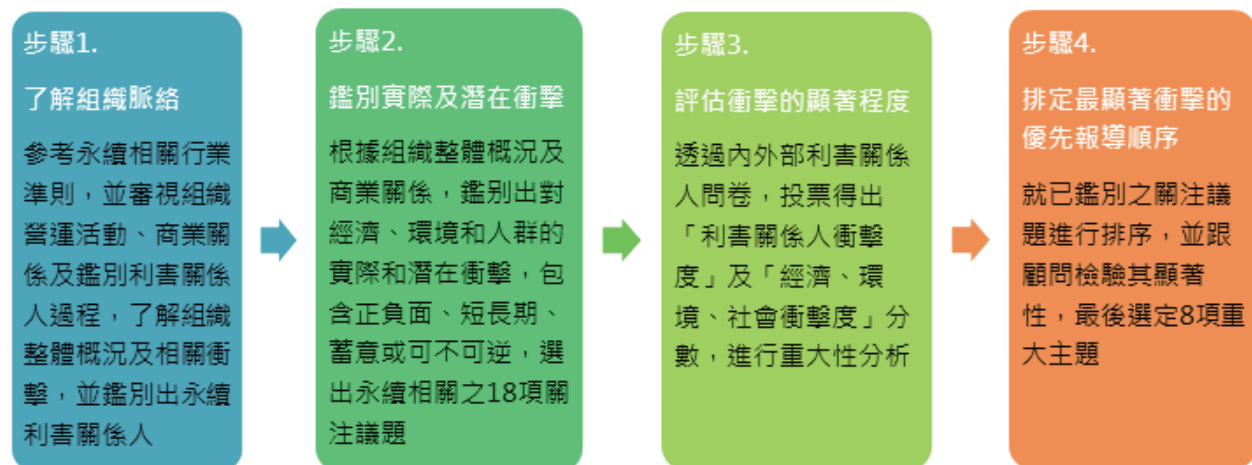 步驟1.
了解組織脈絡
參考永續相關行業
準則，並審視組織
營運活動、商業關
係及鑑別利害關係
人過程，了解組織
整體概況及相關衝
擊，並鑑別出永續
利害關係人
步驟2.
鑑別實際及潛在衝擊
根據組織整體概況及
商業關係，鑑別出對
經濟、環境和人群的
實際和潛在衝擊，包
含正負面、短長期、
蓄意或可不可逆，選
出永續相關之18項關
注議題
步驟3.
評估衝擊的顯著程度
透過內外部利害關係
人問卷，投票得出
「利害關係人衝擊
度」及「經濟、環
境、社會衝擊度」分
數，進行重大性分析
步驟4.
排定最顯著衝擊的
優先報導順序
就已鑑別之關注議
題進行排序，並跟
顧問檢驗其顯著
性，最後選定8項重
大主題